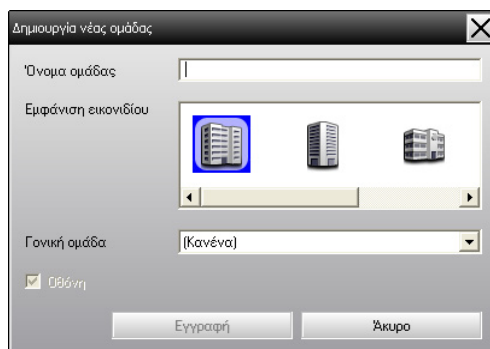 Δημιουργία νέας ομάδας
Όνομα ομάδας
Εμφάνιση εικονιδίου
Γονική ομάδα
(Κανένα)
Οθόνη
Εγγραφή
Άκυρο